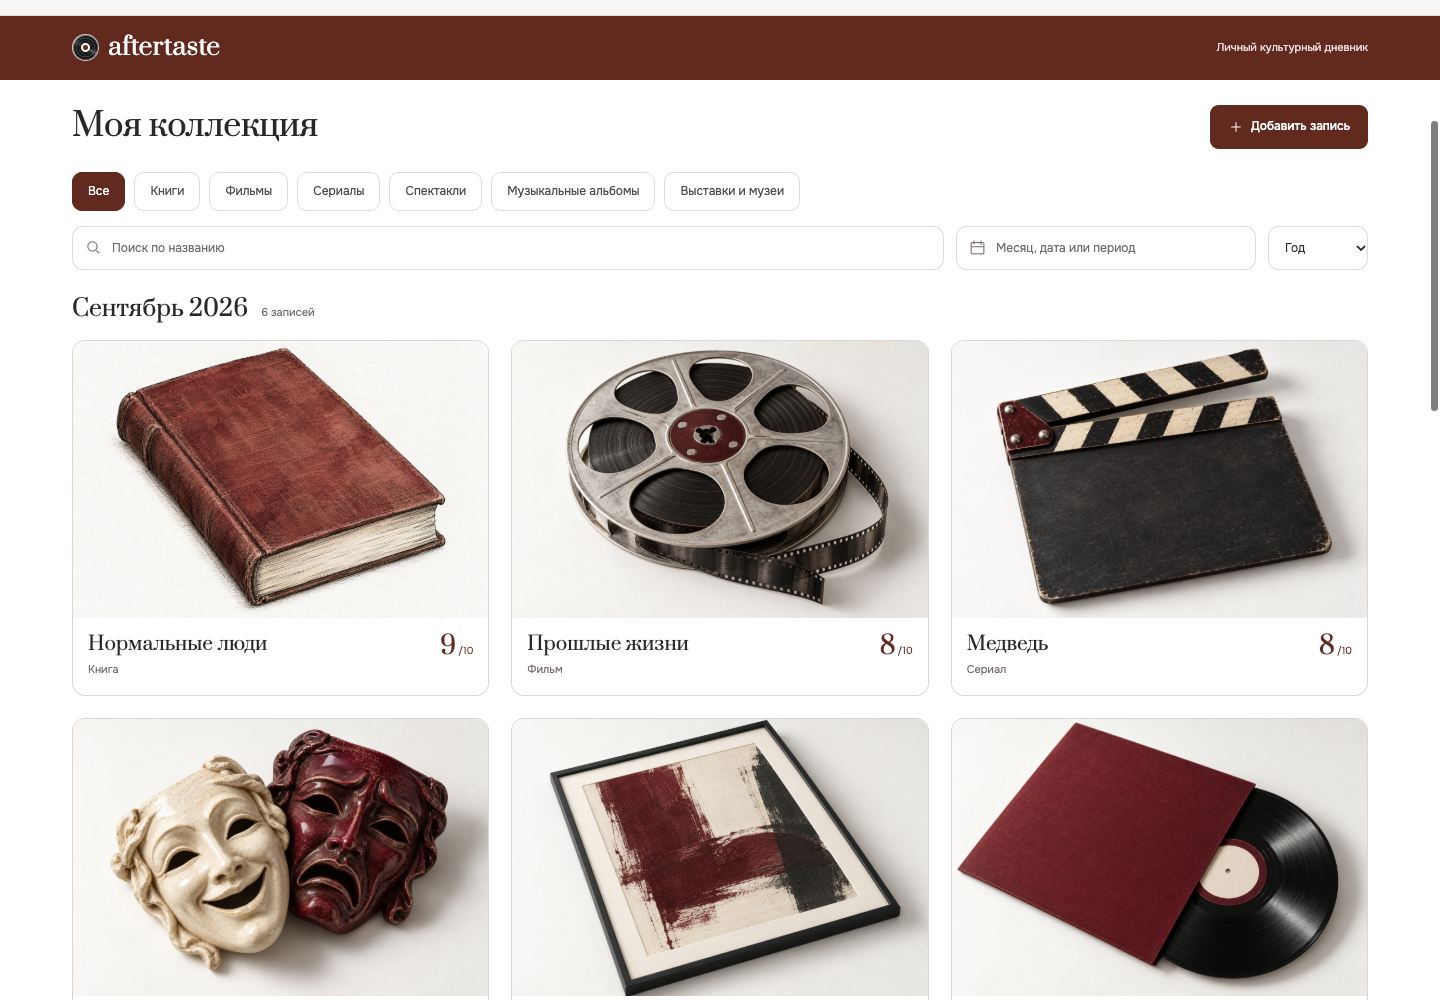 aftertaste
Личный культурный дневник
Моя коллекция
Добавить запись
Все
Книги
Фильмы
Сериалы
Спектакли
Музыкальные альбомы
Выставки и музеи
Поиск по названию
Месяц, дата или период
Год
Сентябрь 2026
6 записей
Нормальные люди
9/10
Книга
Прошлые жизни
8/10
Фильм
Медведь
8/10
Сериал